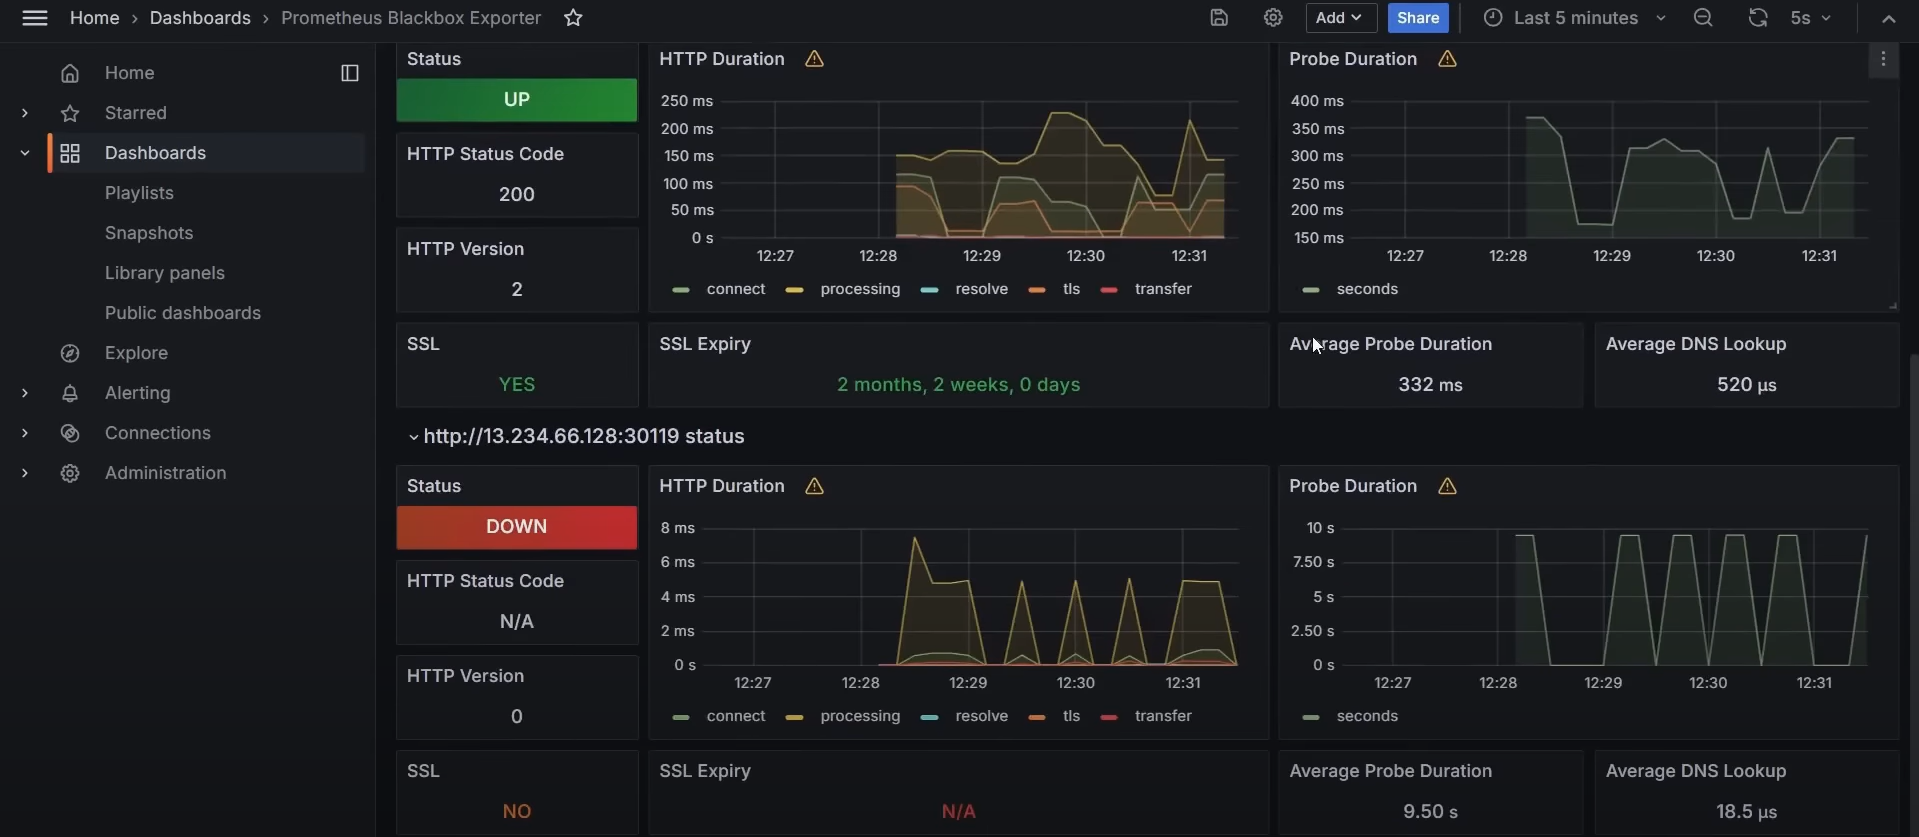 Home › Dashboards › Prometheus Blackbox Exporter
Add
Share
Last 5 minutes
5s
Home
Starred
Dashboards
Playlists
Snapshots
Library panels
Public dashboards
Explore
Alerting
Connections
Administration
Status
UP
HTTP Status Code
200
HTTP Version
2
HTTP Duration
250 ms
200 ms
150 ms
100 ms
50 ms
0 s
12:27 12:28 12:29 12:30 12:31
connect processing resolve tls transfer
Probe Duration
400 ms
350 ms
300 ms
250 ms
200 ms
150 ms
12:27 12:28 12:29 12:30 12:31
seconds
SSL
YES
SSL Expiry
2 months, 2 weeks, 0 days
Average Probe Duration
332 ms
Average DNS Lookup
520 µs
http://13.234.66.128:30119 status
Status
DOWN
HTTP Status Code
N/A
HTTP Version
0
HTTP Duration
8 ms
6 ms
4 ms
2 ms
0 s
12:27 12:28 12:29 12:30 12:31
connect processing resolve tls transfer
Probe Duration
10 s
7.50 s
5 s
2.50 s
0 s
12:27 12:28 12:29 12:30 12:31
seconds
SSL
NO
SSL Expiry
N/A
Average Probe Duration
9.50 s
Average DNS Lookup
18.5 µs